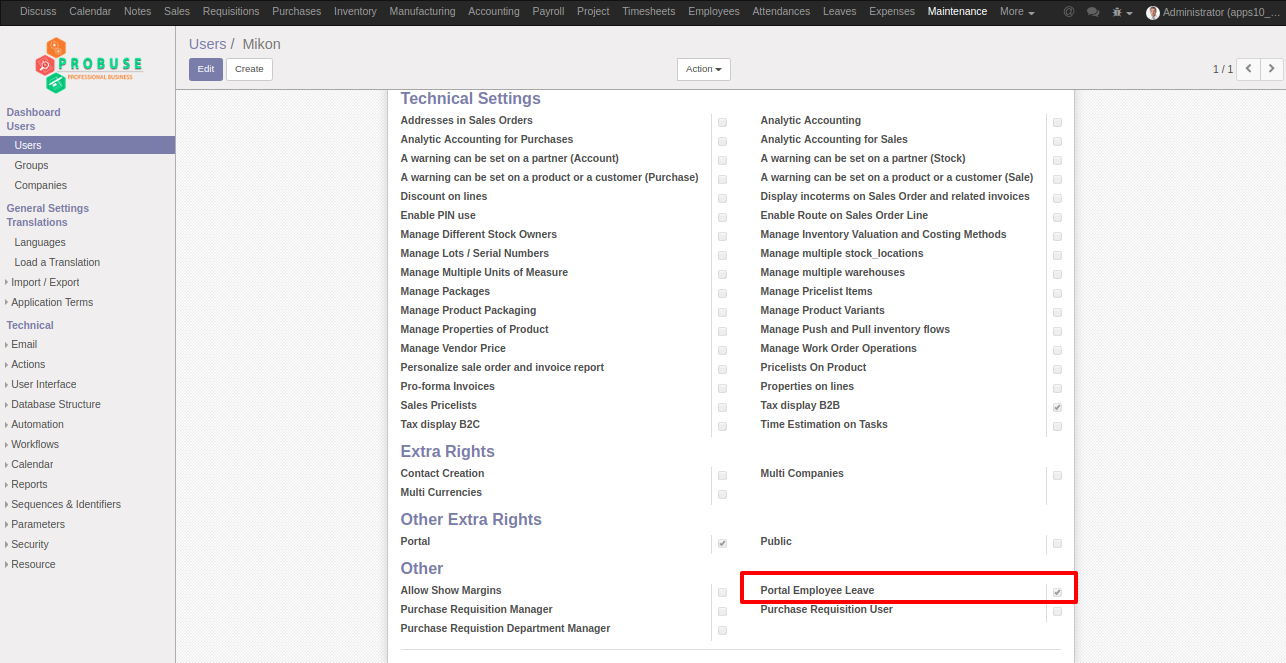 Discuss Calendar Notes Sales Requisitions Purchases Inventory Manufacturing Accounting Payroll Project Timesheets Employees Attendances Leaves Expenses Maintenance More @ Administrator (apps10_...
PROBUSE
PROFESSIONAL BUSINESS
Users / Mikon
Edit Create Action 1 / 1
Dashboard
Users
Users
Groups
Companies
General Settings
Translations
Languages
Load a Translation
Import / Export
Application Terms
Technical
Email
Actions
User Interface
Database Structure
Automation
Workflows
Calendar
Reports
Sequences & Identifiers
Parameters
Security
Resource
Technical Settings
Addresses in Sales Orders Analytic Accounting
Analytic Accounting for Purchases Analytic Accounting for Sales
A warning can be set on a partner (Account) A warning can be set on a partner (Stock)
A warning can be set on a product or a customer (Purchase) A warning can be set on a product or a customer (Sale)
Discount on lines Display incoterms on Sales Order and related invoices
Enable PIN use Enable Route on Sales Order Line
Manage Different Stock Owners Manage Inventory Valuation and Costing Methods
Manage Lots / Serial Numbers Manage multiple stock_locations
Manage Multiple Units of Measure Manage multiple warehouses
Manage Packages Manage Pricelist Items
Manage Product Packaging Manage Product Variants
Manage Properties of Product Manage Push and Pull inventory flows
Manage Vendor Price Manage Work Order Operations
Personalize sale order and invoice report Pricelists On Product
Pro-forma Invoices Properties on lines
Sales Pricelists Tax display B2B
Tax display B2C Time Estimation on Tasks
Extra Rights
Contact Creation Multi Companies
Multi Currencies
Other Extra Rights
Portal Public
Other
Allow Show Margins Portal Employee Leave
Purchase Requisition Manager Purchase Requisition User
Purchase Requistion Department Manager